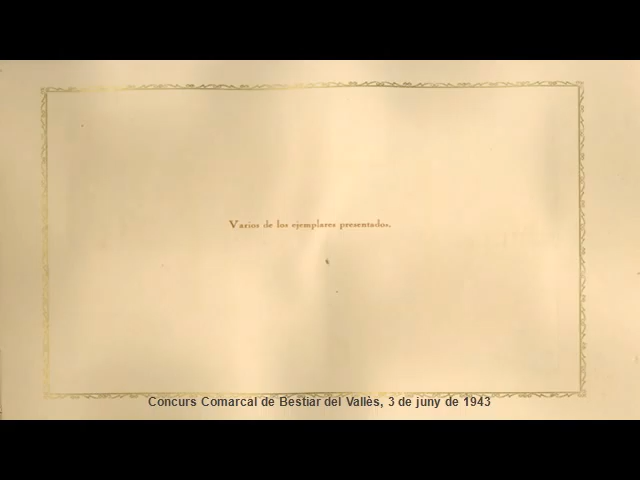 Varios de los ejemplares presentados.
Concurs Comarcal de Bestiar del Vallès, 3 de juny de 1943